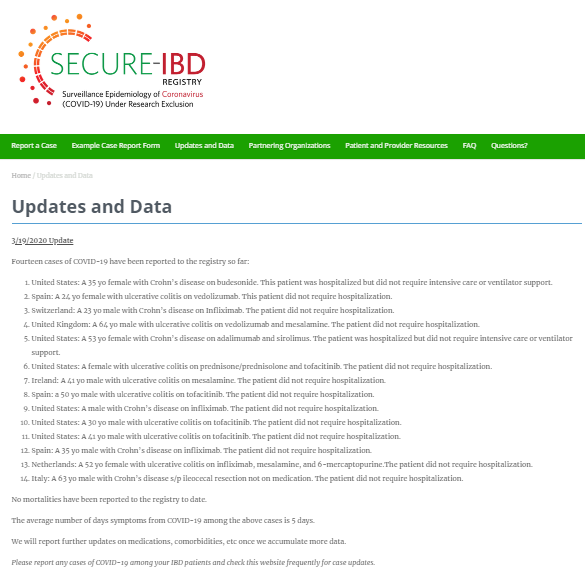 SECURE-IBD
REGISTRY
Surveillance Epidemiology of Coronavirus
(COVID-19) Under Research Exclusion
Report a Case Example Case Report Form Updates and Data Partnering Organizations Patient and Provider Resources FAQ Questions?
Home / Updates and Data
Updates and Data
3/19/2020 Update
Fourteen cases of COVID-19 have been reported to the registry so far:
1. United States: A 35 yo female with Crohn's disease on budesonide. This patient was hospitalized but did not require intensive care or ventilator support.
2. Spain: A 24 yo female with ulcerative colitis on vedolizumab. This patient did not require hospitalization.
3. Switzerland: A 23 yo male with Crohn's disease on Infliximab. The patient did not require hospitalization.
4. United Kingdom: A 64 yo male with ulcerative colitis on vedolizumab and mesalamine. The patient did not require hospitalization.
5. United States: A 53 yo female with Crohn's disease on adalimumab and sirolimus. The patient was hospitalized but did not require intensive care or ventilator
support.
6. United States: A female with ulcerative colitis on prednisone/prednisolone and tofacitinib. The patient did not require hospitalization.
7. Ireland: A 41 yo male with ulcerative colitis on mesalamine. The patient did not require hospitalization.
8. Spain: a 50 yo male with ulcerative colitis on tofacitinib. The patient did not require hospitalization.
9. United States: A male with Crohn's disease on infliximab. The patient did not require hospitalization.
10. United States: A 30 yo male with ulcerative colitis on tofacitinib. The patient did not require hospitalization.
11. United States: A 41 yo male with ulcerative colitis on tofacitinib. The patient did not require hospitalization.
12. Spain: A 35 yo male with Crohn's disease on infliximab. The patient did not require hospitalization.
13. Netherlands: A 52 yo female with ulcerative colitis on infliximab, mesalamine, and 6-mercaptopurine.The patient did not require hospitalization.
14. Italy: A 63 yo male with Crohn's disease s/p ileocecal resection not on medication. The patient did not require hospitalization.
No mortalities have been reported to the registry to date.
The average number of days symptoms from COVID-19 among the above cases is 5 days.
We will report further updates on medications, comorbidities, etc once we accumulate more data.
Please report any cases of COVID-19 among your IBD patients and check this website frequently for case updates.